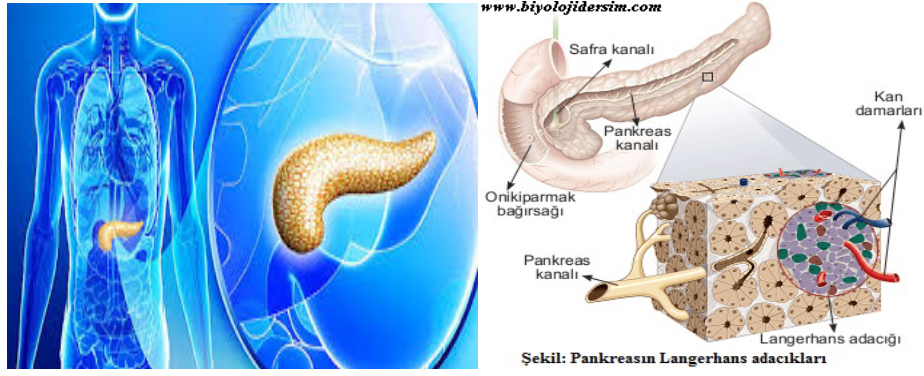 www.biyolojidersim.com
Safra kanalı
Kan
damarları
Pankreas
kanalı
Onikiparmak
bağırsağı
Pankreas
kanalı
Langerhans adacığı
Şekil: Pankreasın Langerhans adacıkları